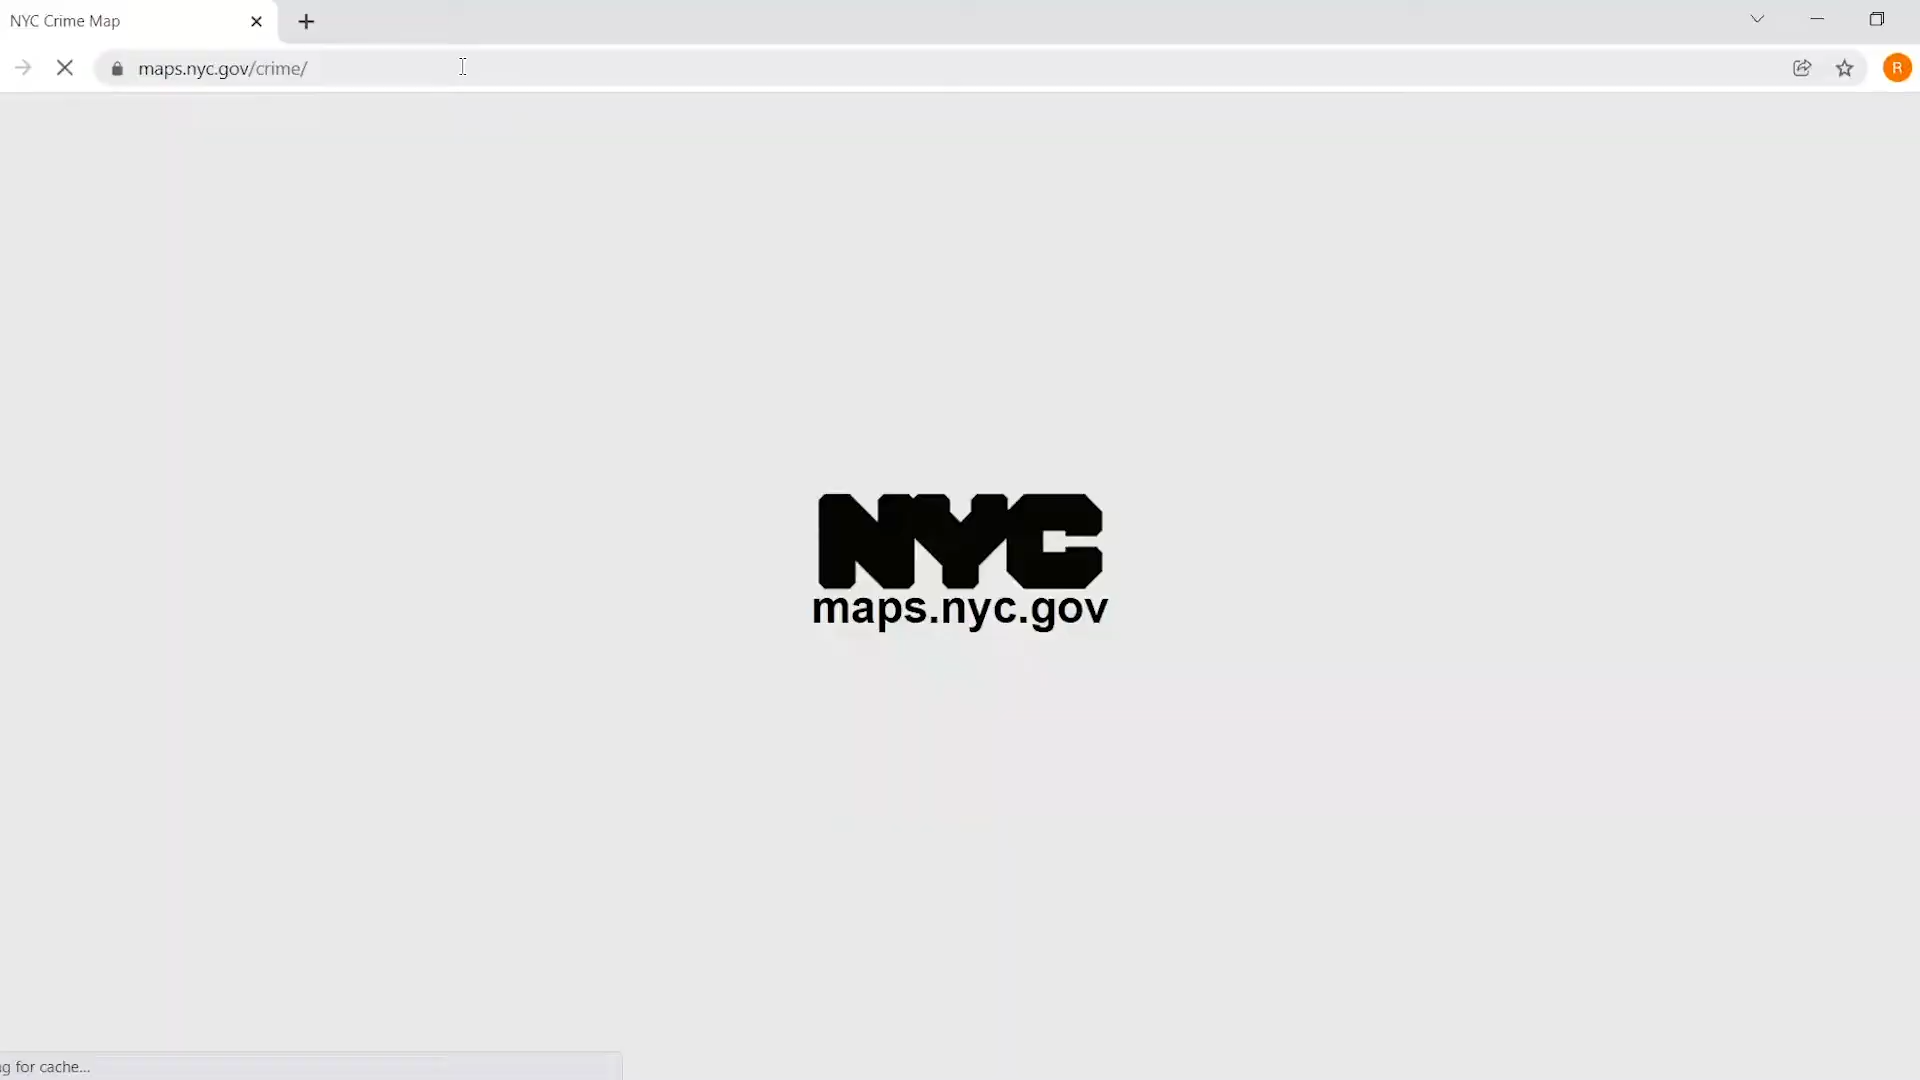 NYC Crime Map
maps.nyc.gov/crime/
R
NYC
maps.nyc.gov
g for cache...